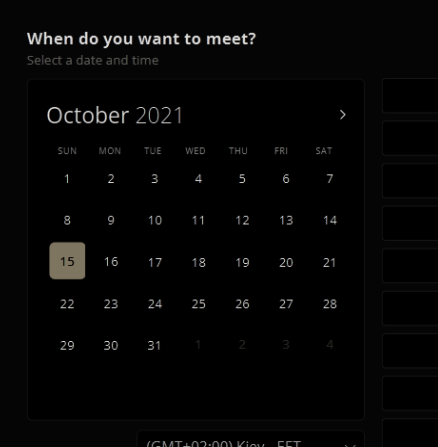 When do you want to meet?
Select a date and time
October 2021
SUN MON TUE WED THU FRI SAT
1 2 3 4 5 6 7
8 9 10 11 12 13 14
15 16 17 18 19 20 21
22 23 24 25 26 27 28
29 30 31 1 2 3 4
(GMT+02:00) Kiev - EET